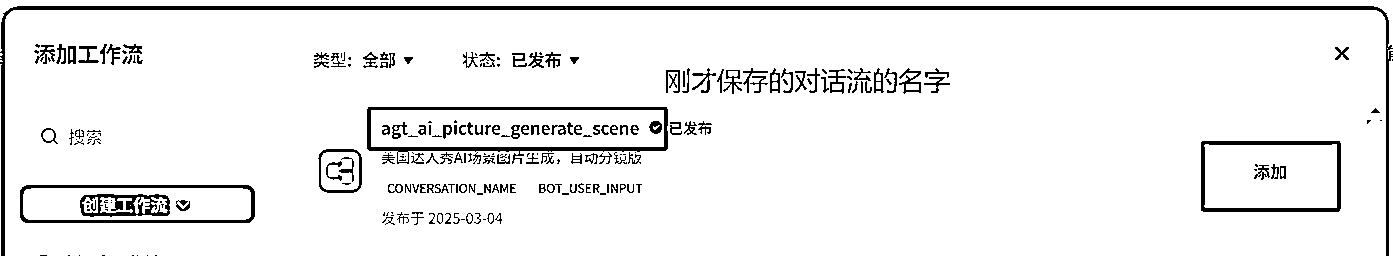 添加工作流
类型: 全部
状态: 已发布
刚才保存的对话流的名字
搜索
agt_ai_picture_generate_scene 已发布
美国达人秀AI场景图片生成，自动分镜版
添加
CONVERSATION_NAME BOT_USER_INPUT
创建工作流
发布于 2025-03-04